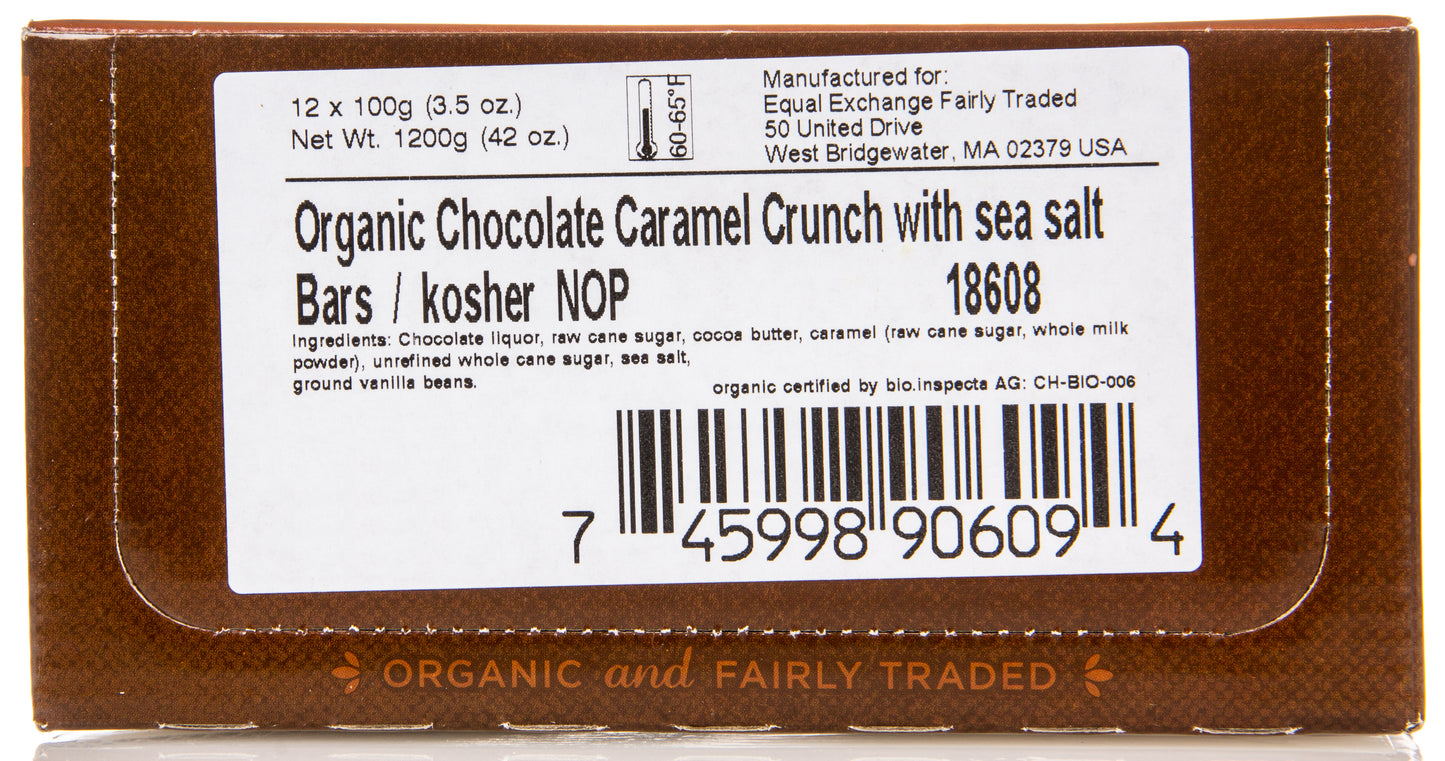 12 x 100g (3.5 oz.)
Net Wt. 1200g (42 oz.)
60-65°F
Manufactured for:
Equal Exchange Fairly Traded
50 United Drive
West Bridgewater, MA 02379 USA
Organic Chocolate Caramel Crunch with sea salt
Bars / kosher NOP 18608
Ingredients: Chocolate liquor, raw cane sugar, cocoa butter, caramel (raw cane sugar, whole milk
powder), unrefined whole cane sugar, sea salt,
ground vanilla beans.
organic certified by bio.inspecta AG: CH-BIO-006
7 45998 90609 4
ORGANIC and FAIRLY TRADED